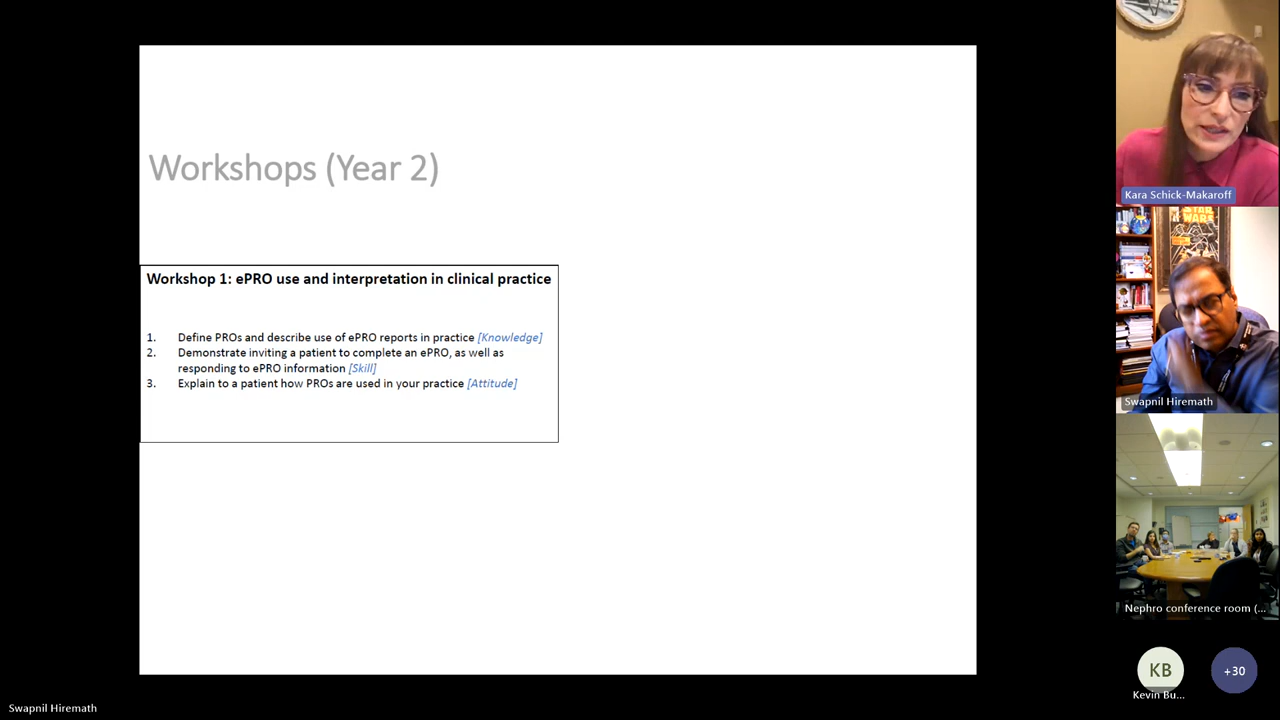 Workshops (Year 2)
Workshop 1: ePRO use and interpretation in clinical practice
1. Define PROs and describe use of ePRO reports in practice [Knowledge]
2. Demonstrate inviting a patient to complete an ePRO, as well as
responding to ePRO information [Skill]
3. Explain to a patient how PROs are used in your practice [Attitude]
Kara Schick-Makaroff
STAR
WARS
Swapnil Hiremath
Nephro conference room (...
KB
+30
Kevin Bu...
Swapnil Hiremath